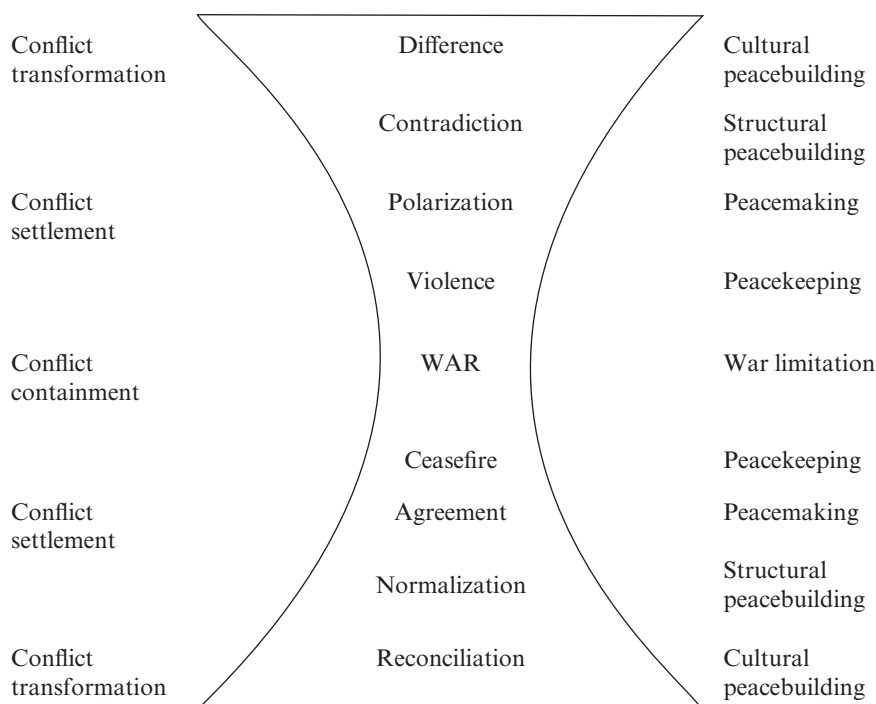 Conflict Difference Cultural
transformation peacebuilding
Contradiction Structural
peacebuilding
Conflict Polarization Peacemaking
settlement
Violence Peacekeeping
Conflict WAR War limitation
containment
Ceasefire Peacekeeping
Conflict Agreement Peacemaking
settlement
Normalization Structural
peacebuilding
Conflict Reconciliation Cultural
transformation peacebuilding